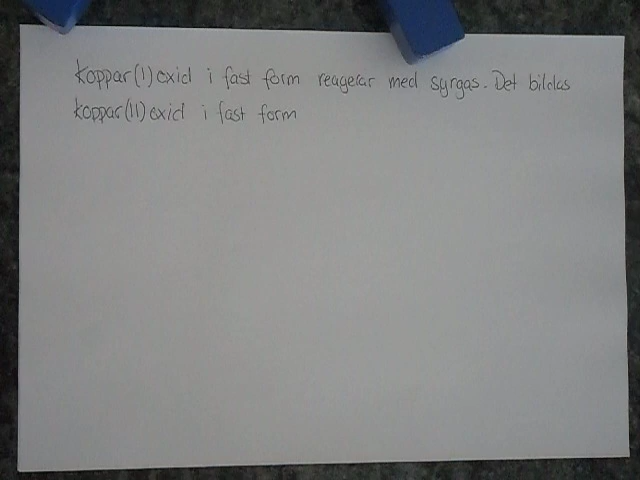 koppar(I)oxid i fast form reagerar med syrgas. Det bildas
koppar(II)oxid i fast form